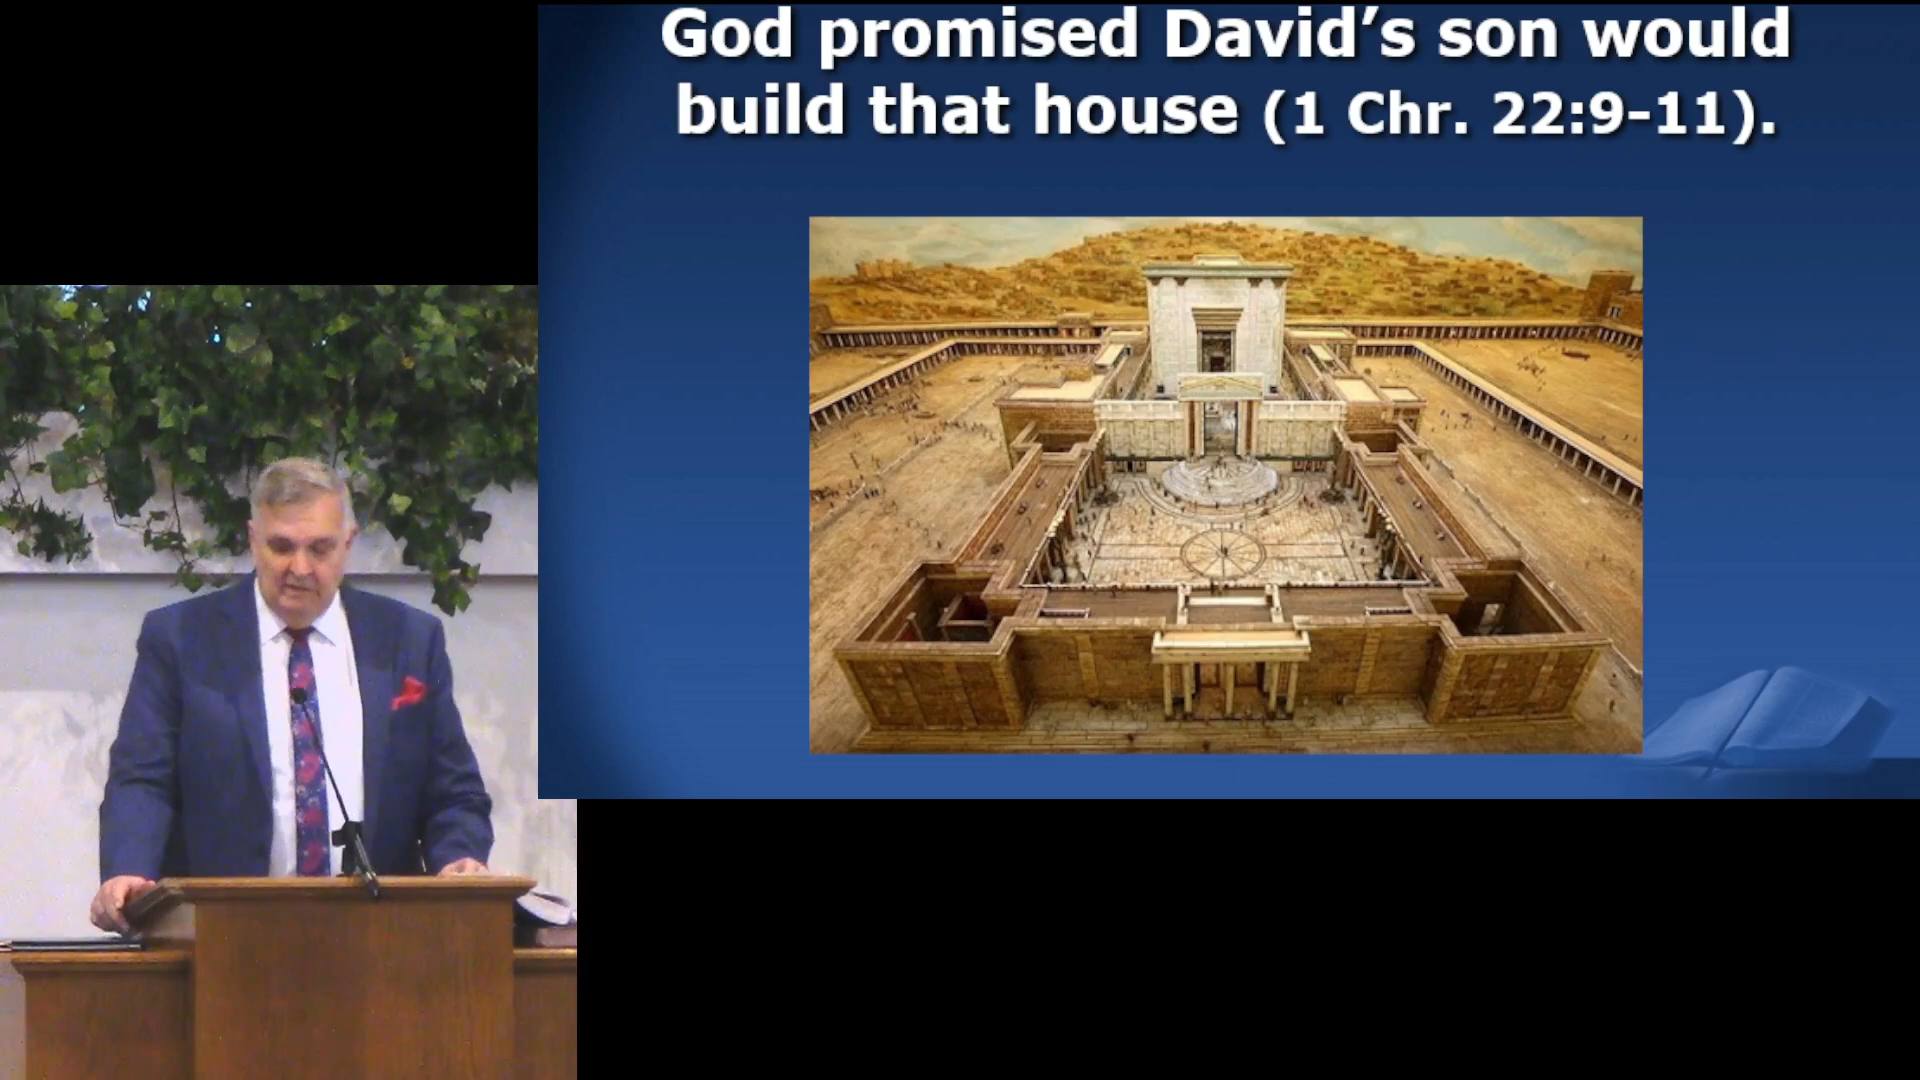 God promised David’s son would
build that house (1 Chr. 22:9-11).